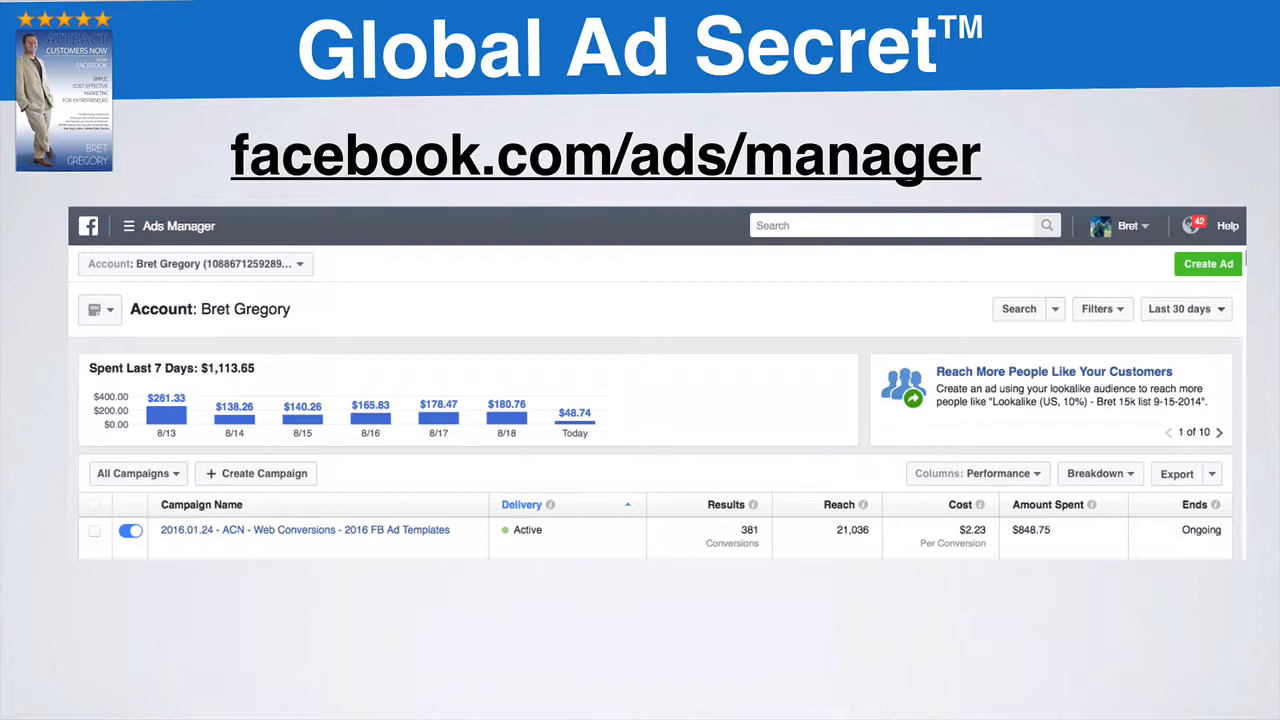 Global Ad Secret™
ATTRACT
CUSTOMERS NOW
FACEBOOK
SIMPLE,
COST-EFFECTIVE
MARKETING
FOR ENTREPRENEURS
BRET
GREGORY
facebook.com/ads/manager
Ads Manager
Search
Bret
42
Help
Account: Bret Gregory (1088671259289...
Create Ad
Account: Bret Gregory
Search
Filters
Last 30 days
Spent Last 7 Days: $1,113.65
$400.00
$200.00
$0.00
$261.33
$138.26
$140.26
$165.83
$178.47
$180.76
$48.74
8/13
8/14
8/15
8/16
8/17
8/18
Today
Reach More People Like Your Customers
Create an ad using your lookalike audience to reach more
people like "Lookalike (US, 10%) - Bret 15k list 9-15-2014".
1 of 10
All Campaigns
+ Create Campaign
Columns: Performance
Breakdown
Export
Campaign Name
Delivery
Results
Reach
Cost
Amount Spent
Ends
2016.01.24 - ACN - Web Conversions - 2016 FB Ad Templates
Active
381
Conversions
21,036
$2.23
Per Conversion
$848.75
Ongoing